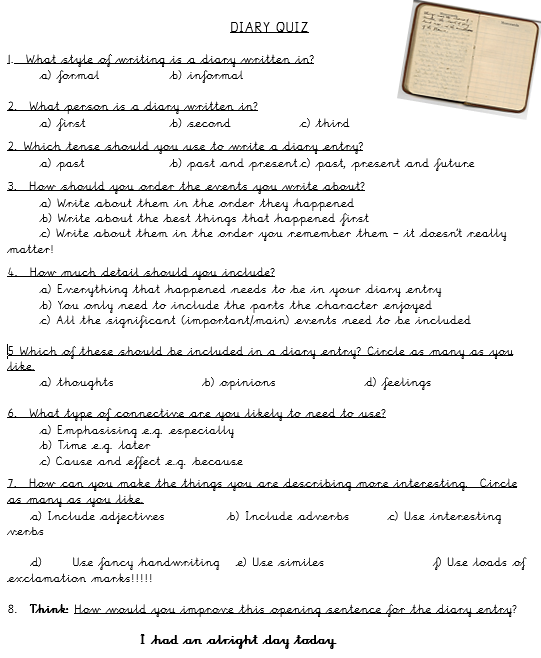 DIARY QUIZ
1. What style of writing is a diary written in?
a) formal b) informal
2. What person is a diary written in?
a) first b) second c) third
2. Which tense should you use to write a diary entry?
a) past b) past and present c) past, present and future
3. How should you order the events you write about?
a) Write about them in the order they happened
b) Write about the best things that happened first
c) Write about them in the order you remember them – it doesn't really
matter!
4. How much detail should you include?
a) Everything that happened needs to be in your diary entry
b) You only need to include the parts the character enjoyed
c) All the significant (important/main) events need to be included
5 Which of these should be included in a diary entry? Circle as many as you
like.
a) thoughts b) opinions d) feelings
6. What type of connective are you likely to need to use?
a) Emphasising e.g. especially
b) Time e.g. later
c) Cause and effect e.g. because
7. How can you make the things you are describing more interesting. Circle
as many as you like.
a) Include adjectives b) Include adverbs c) Use interesting
verbs
d) Use fancy handwriting e) Use similes f) Use loads of
exclamation marks!!!!!
8. Think: How would you improve this opening sentence for the diary entry?
I had an alright day today.